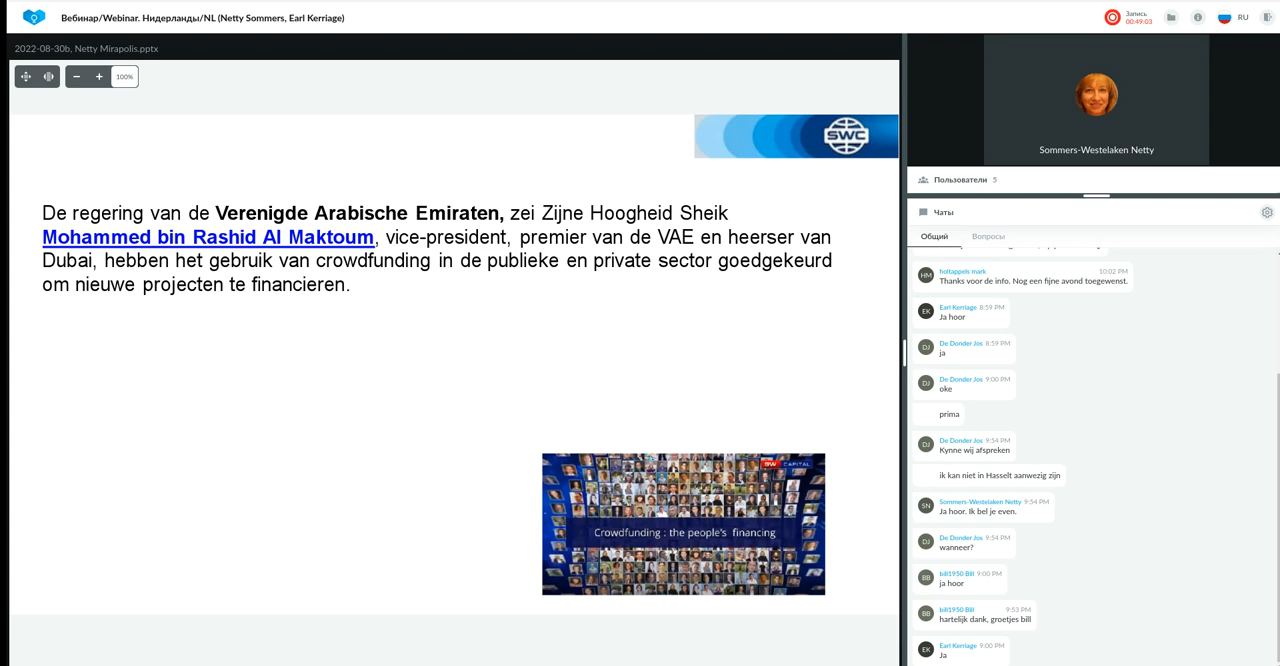 Вебинар/Webinar. Нидерланды/NL (Netty Sommers, Earl Kerriage)
Запись
00:49:03
RU
2022-08-30b, Netty Mirapolis.pptx
100%
SWC
De regering van de Verenigde Arabische Emiraten, zei Zijne Hoogheid Sheik
Mohammed bin Rashid Al Maktoum, vice-president, premier van de VAE en heerser van
Dubai, hebben het gebruik van crowdfunding in de publieke en private sector goedgekeurd
om nieuwe projecten te financieren.
SW CAPITAL
Crowdfunding : the people's financing
Sommers-Westelaken Netty
Пользователи 5
Чаты
Общий Вопросы
HM
holtappels mark 10:02 PM
Thanks voor de info. Nog een fijne avond toegewenst.
EK
Earl Kerriage 8:59 PM
Ja hoor
DJ
De Donder Jos 8:59 PM
ja
DJ
De Donder Jos 9:00 PM
oke
prima
DJ
De Donder Jos 9:54 PM
Kynne wij afspreken
ik kan niet in Hasselt aanwezig zijn
SN
Sommers-Westelaken Netty 9:54 PM
Ja hoor. Ik bel je even.
DJ
De Donder Jos 9:54 PM
wanneer?
BB
bill1950 Bill 9:00 PM
ja hoor
BB
bill1950 Bill 9:53 PM
hartelijk dank, groetjes bill
EK
Earl Kerriage 9:00 PM
Ja